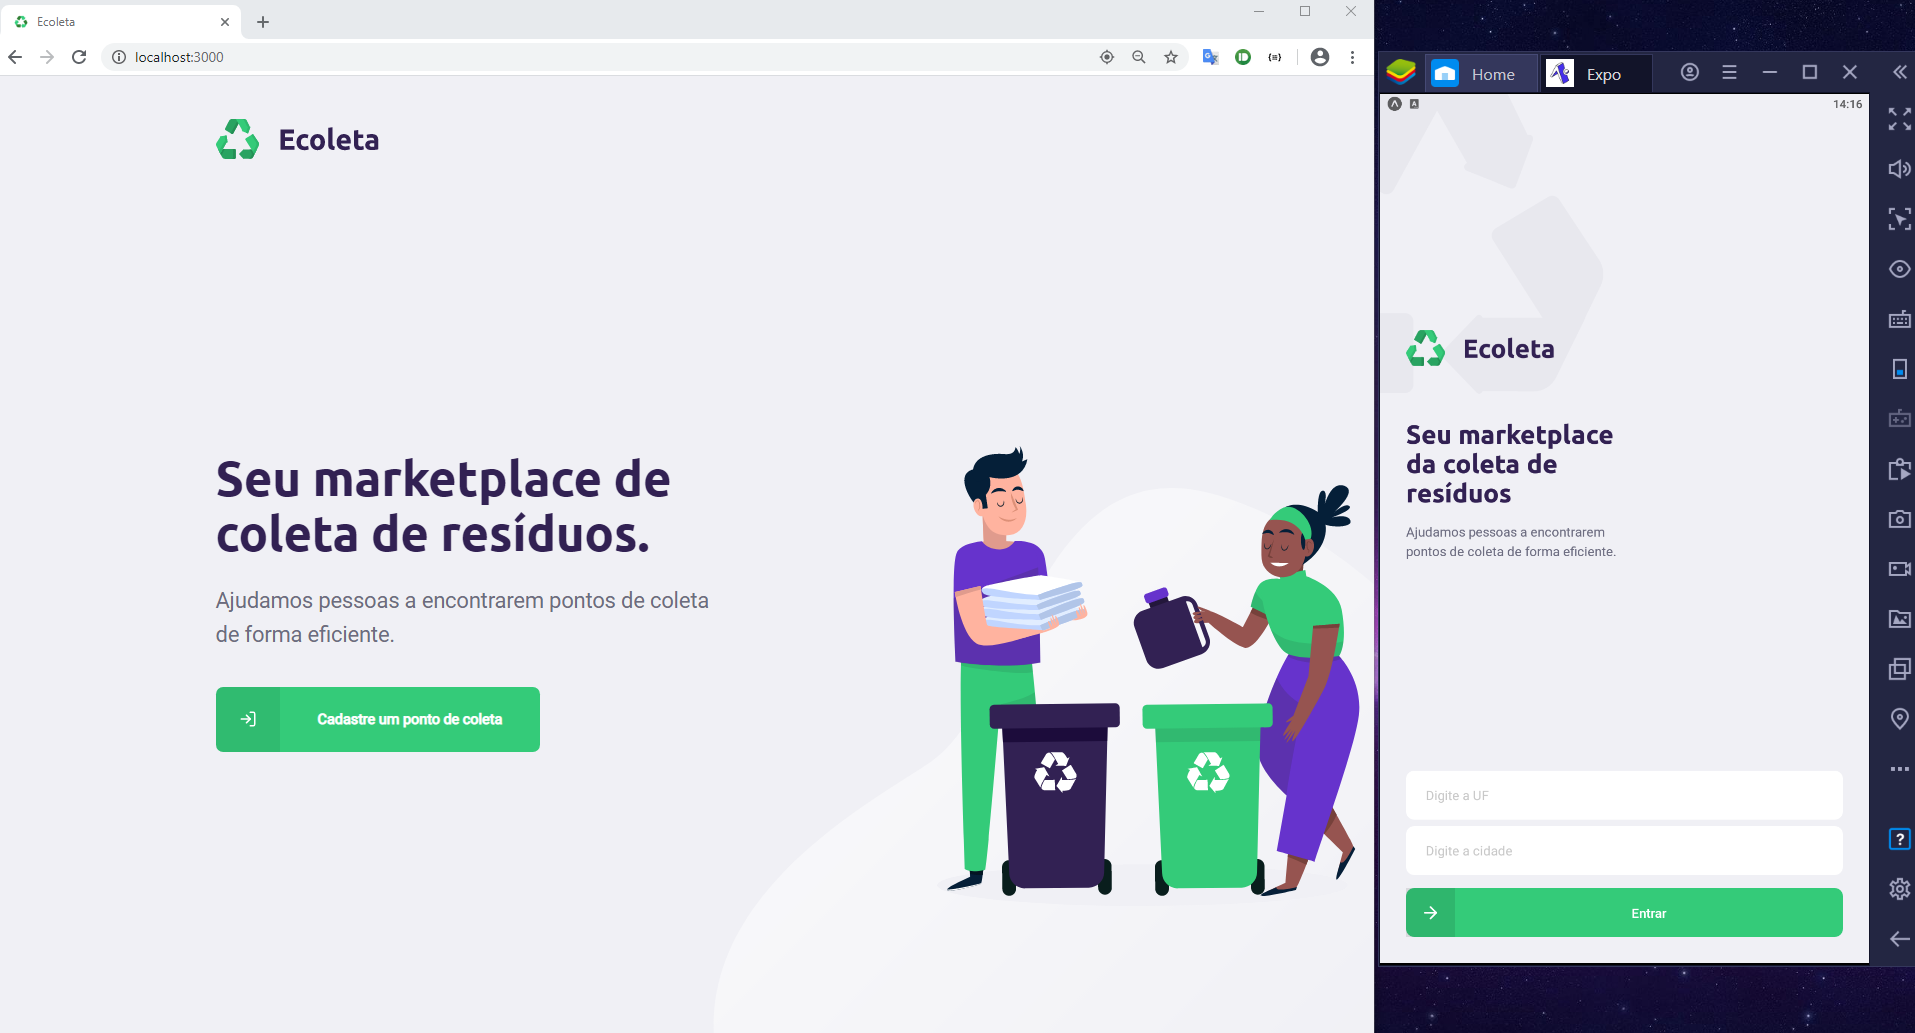 Ecoleta
localhost:3000
Ecoleta
Seu marketplace de
coleta de resíduos.
Ajudamos pessoas a encontrarem pontos de coleta
de forma eficiente.
Cadastre um ponto de coleta
Home
Expo
14:16
Ecoleta
Seu marketplace
da coleta de
resíduos
Ajudamos pessoas a encontrarem
pontos de coleta de forma eficiente.
Digite a UF
Digite a cidade
Entrar